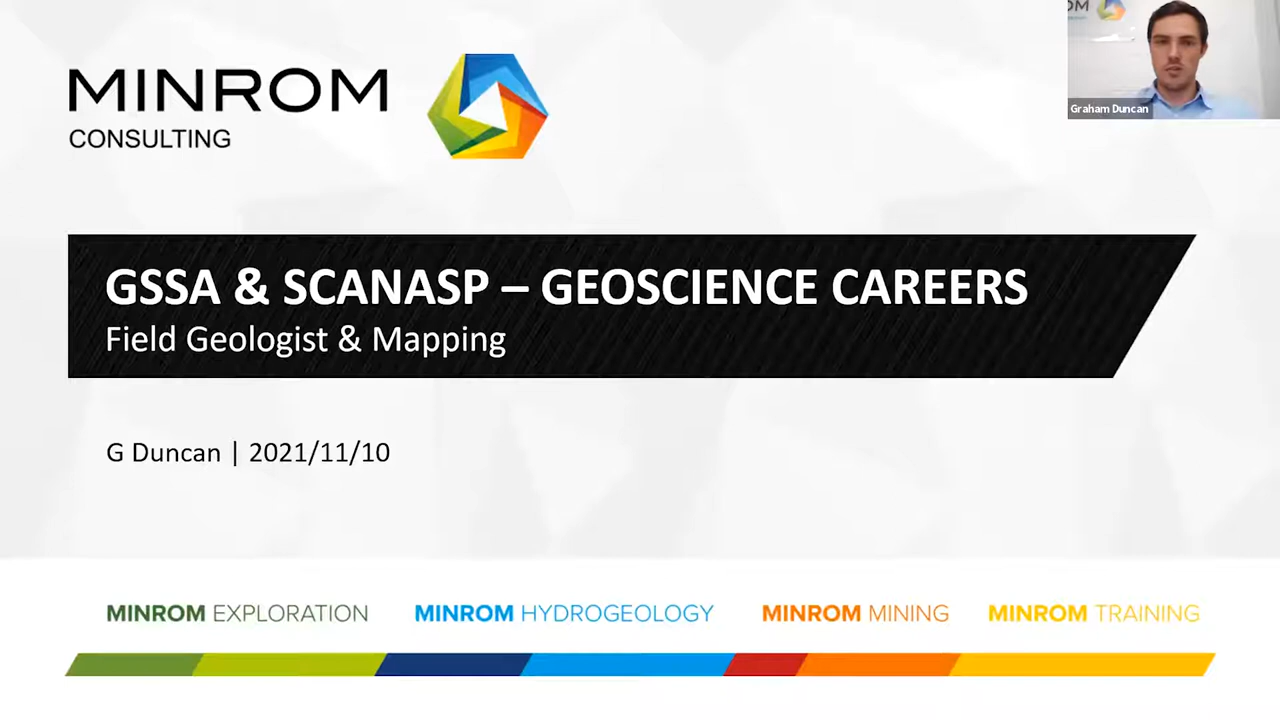 MINROM
CONSULTING
OM
Graham Duncan
GSSA & SCANASP – GEOSCIENCE CAREERS
Field Geologist & Mapping
G Duncan | 2021/11/10
MINROM EXPLORATION MINROM HYDROGEOLOGY MINROM MINING MINROM TRAINING